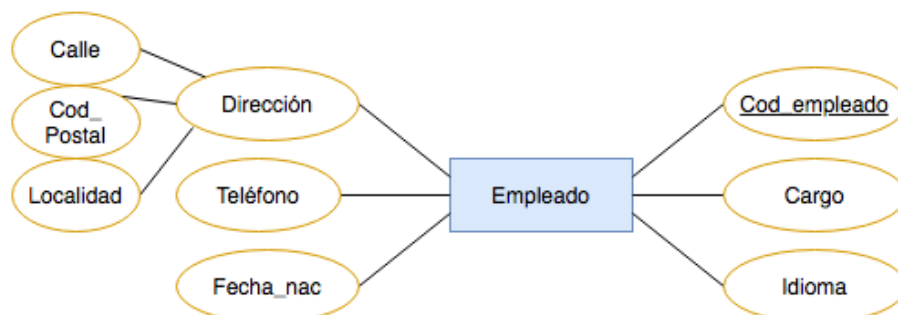 Calle
Dirección
Cod_
Postal
Localidad
Teléfono
Fecha_nac
Empleado
Cod_empleado
Cargo
Idioma